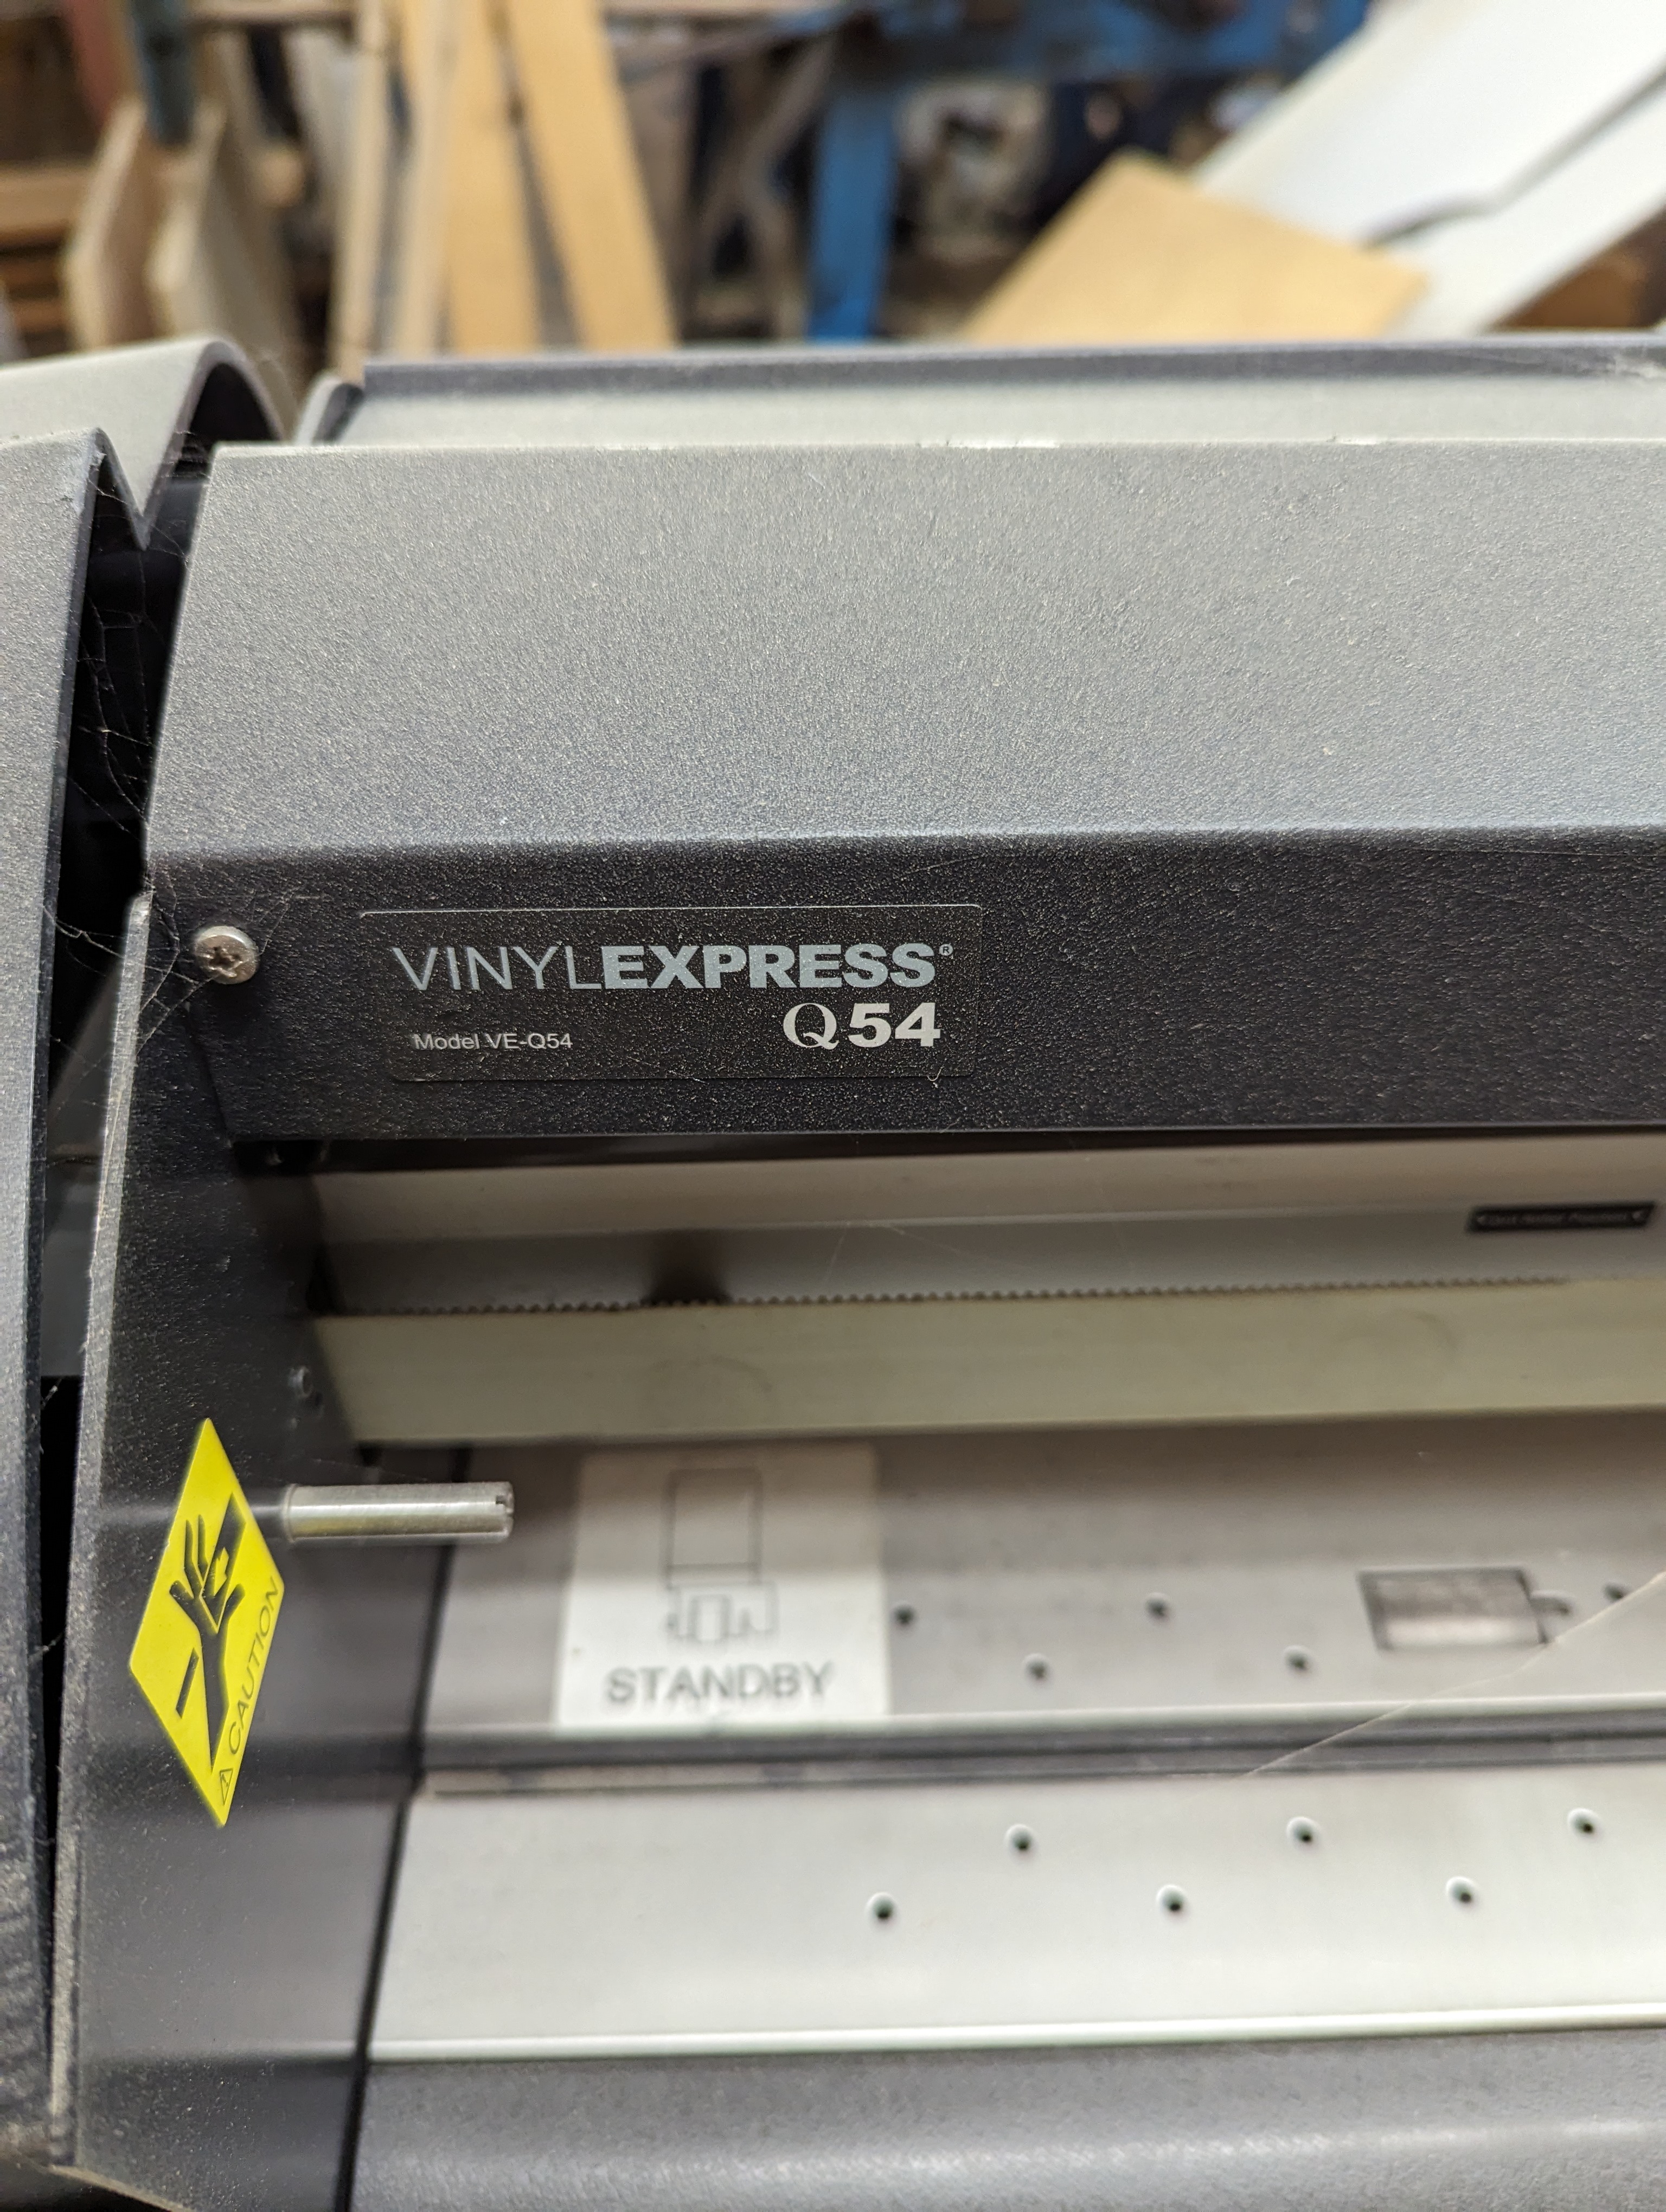 VINYLEXPRESS®
Q54
Model VE-Q54
STANDBY
CAUTION